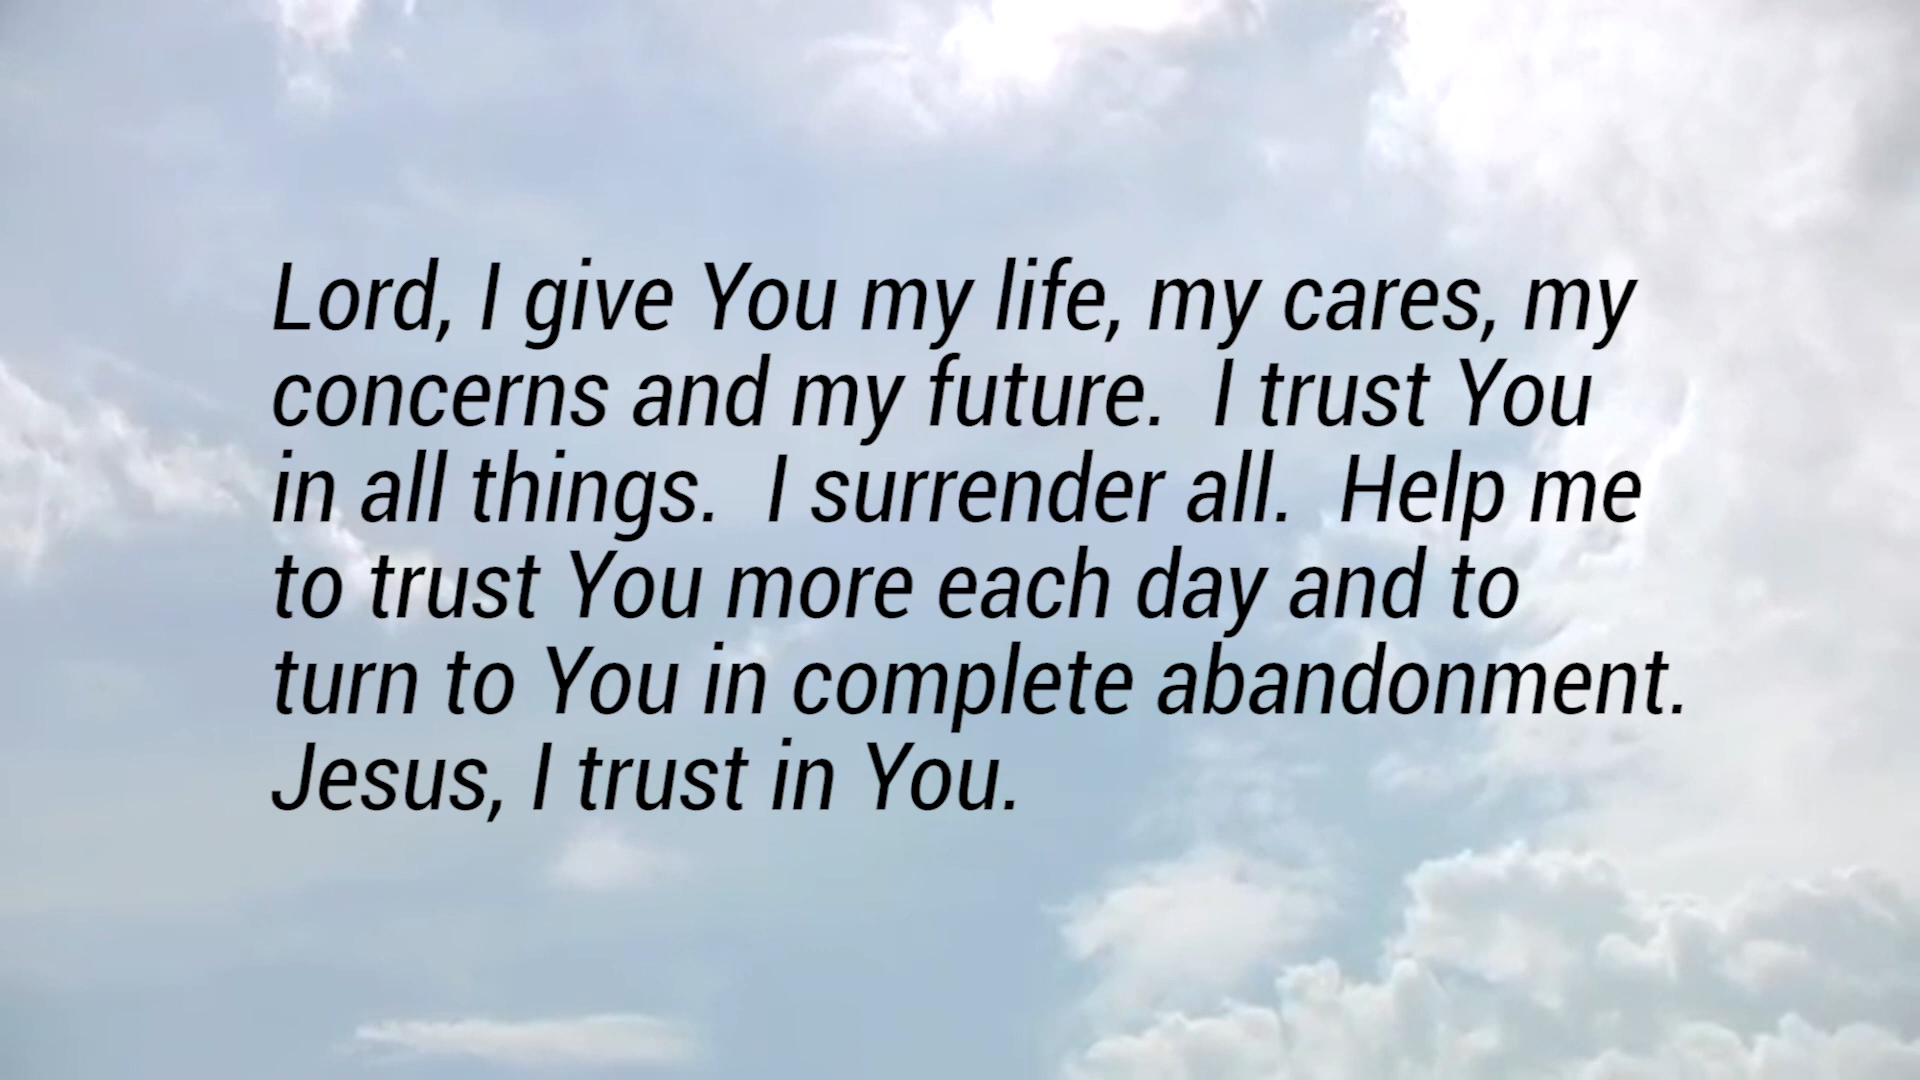 Lord, I give You my life, my cares, my
concerns and my future.  I trust You
in all things.  I surrender all.  Help me
to trust You more each day and to
turn to You in complete abandonment.
Jesus, I trust in You.